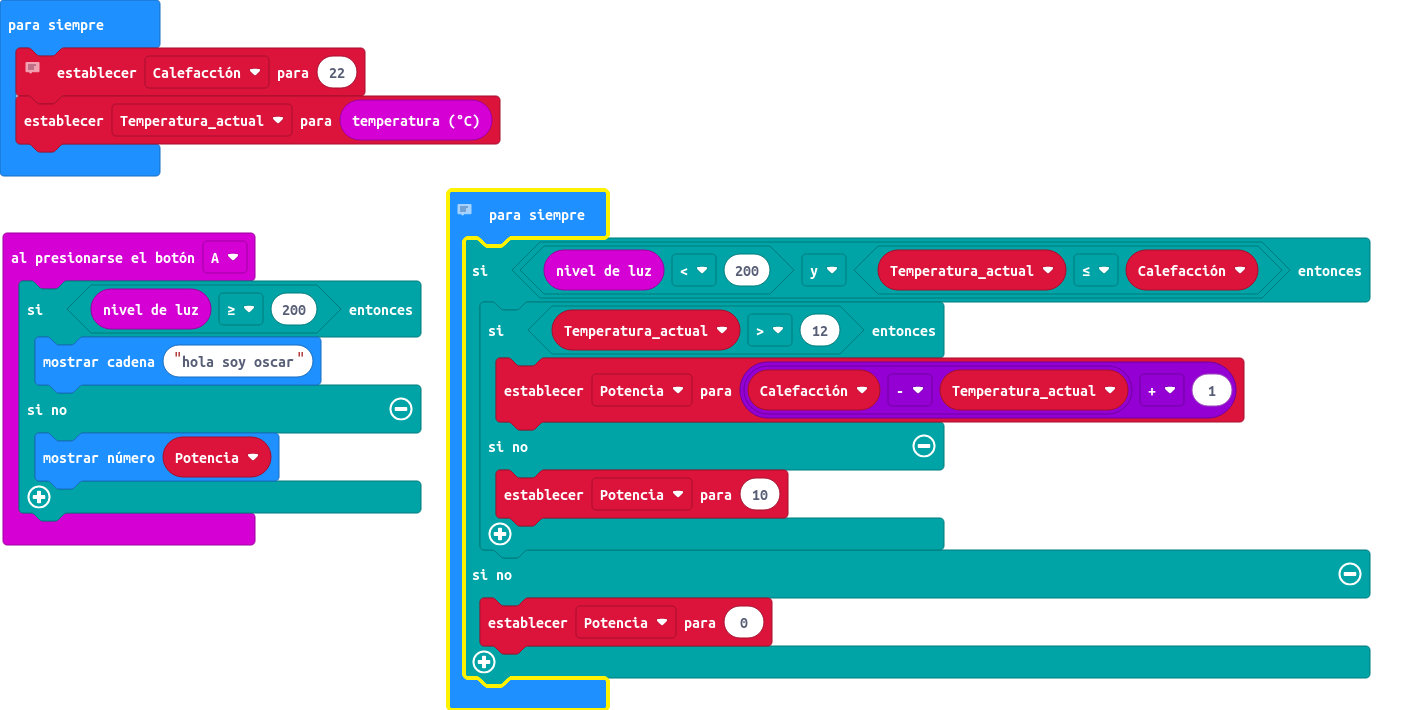 para siempre
establecer Calefacción para 22
establecer Temperatura_actual para temperatura (°C)
al presionarse el botón A
si nivel de luz ≥ 200 entonces
mostrar cadena "hola soy oscar"
si no
mostrar número Potencia
para siempre
si nivel de luz < 200 y Temperatura_actual ≤ Calefacción entonces
si Temperatura_actual > 12 entonces
establecer Potencia para Calefacción - Temperatura_actual + 1
si no
establecer Potencia para 10
si no
establecer Potencia para 0